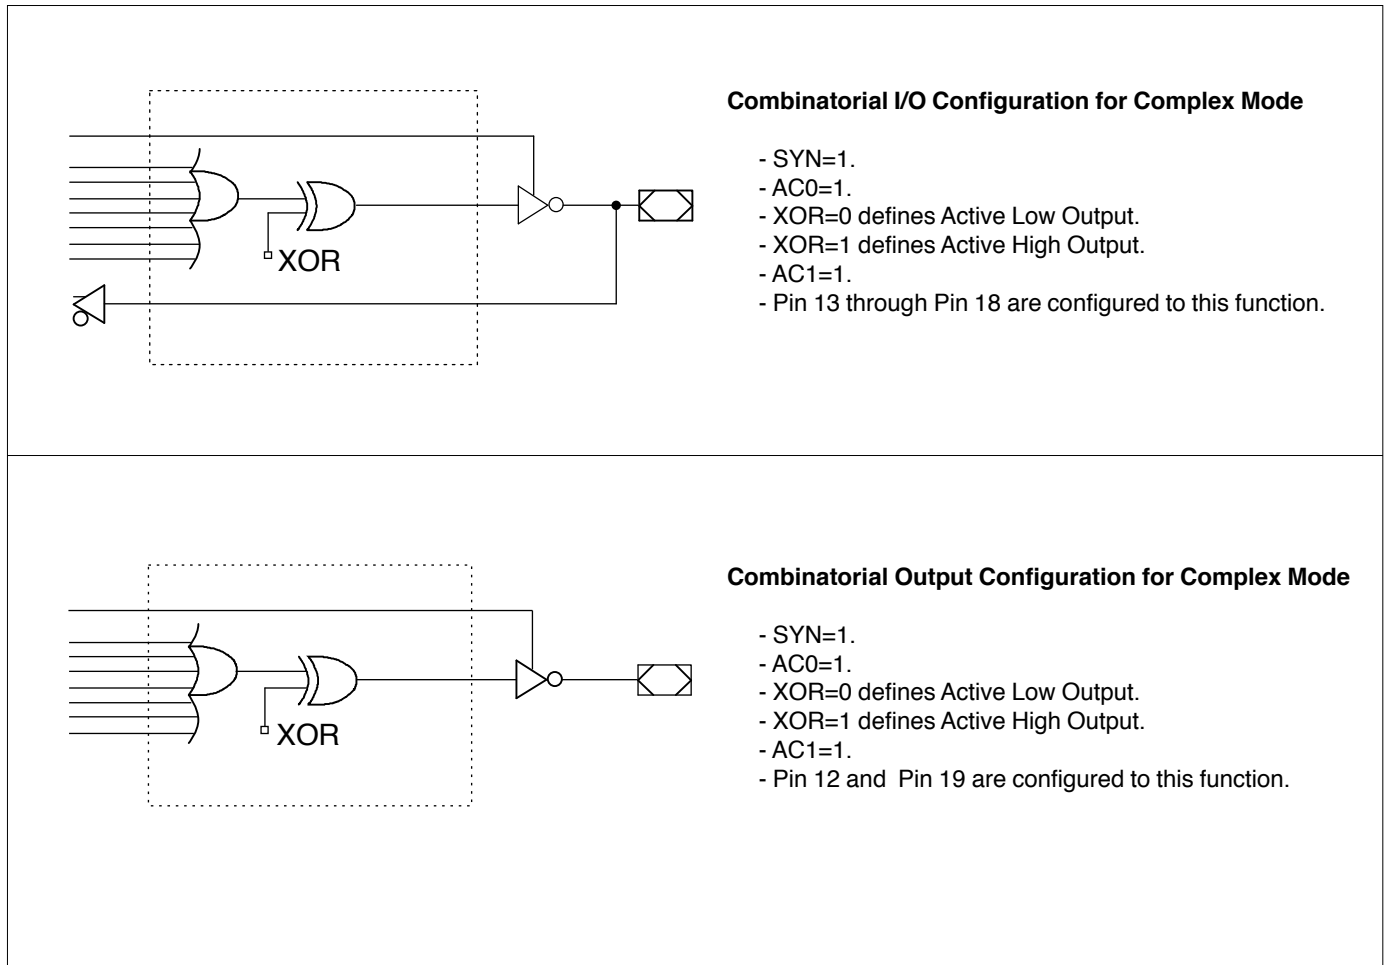 Combinatorial I/O Configuration for Complex Mode
- SYN=1.
- AC0=1.
- XOR=0 defines Active Low Output.
- XOR=1 defines Active High Output.
- AC1=1.
- Pin 13 through Pin 18 are configured to this function.
XOR
Combinatorial Output Configuration for Complex Mode
- SYN=1.
- AC0=1.
- XOR=0 defines Active Low Output.
- XOR=1 defines Active High Output.
- AC1=1.
- Pin 12 and  Pin 19 are configured to this function.
XOR